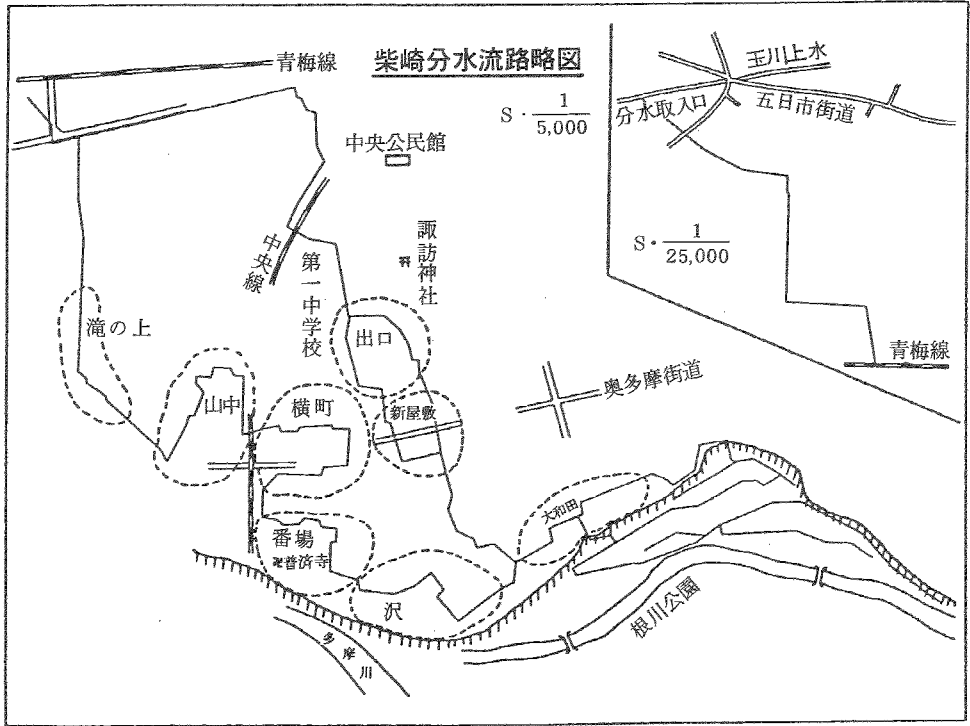 柴崎分水流路略図
S・1/5,000
青梅線
中央公民館
中央線
第一中学校
諏訪神社
滝の上
出口
山中
横町
新屋敷
奥多摩街道
番場
卍普済寺
沢
大和田
多摩川
根川公園
玉川上水
分水取入口
五日市街道
S・1/25,000
青梅線